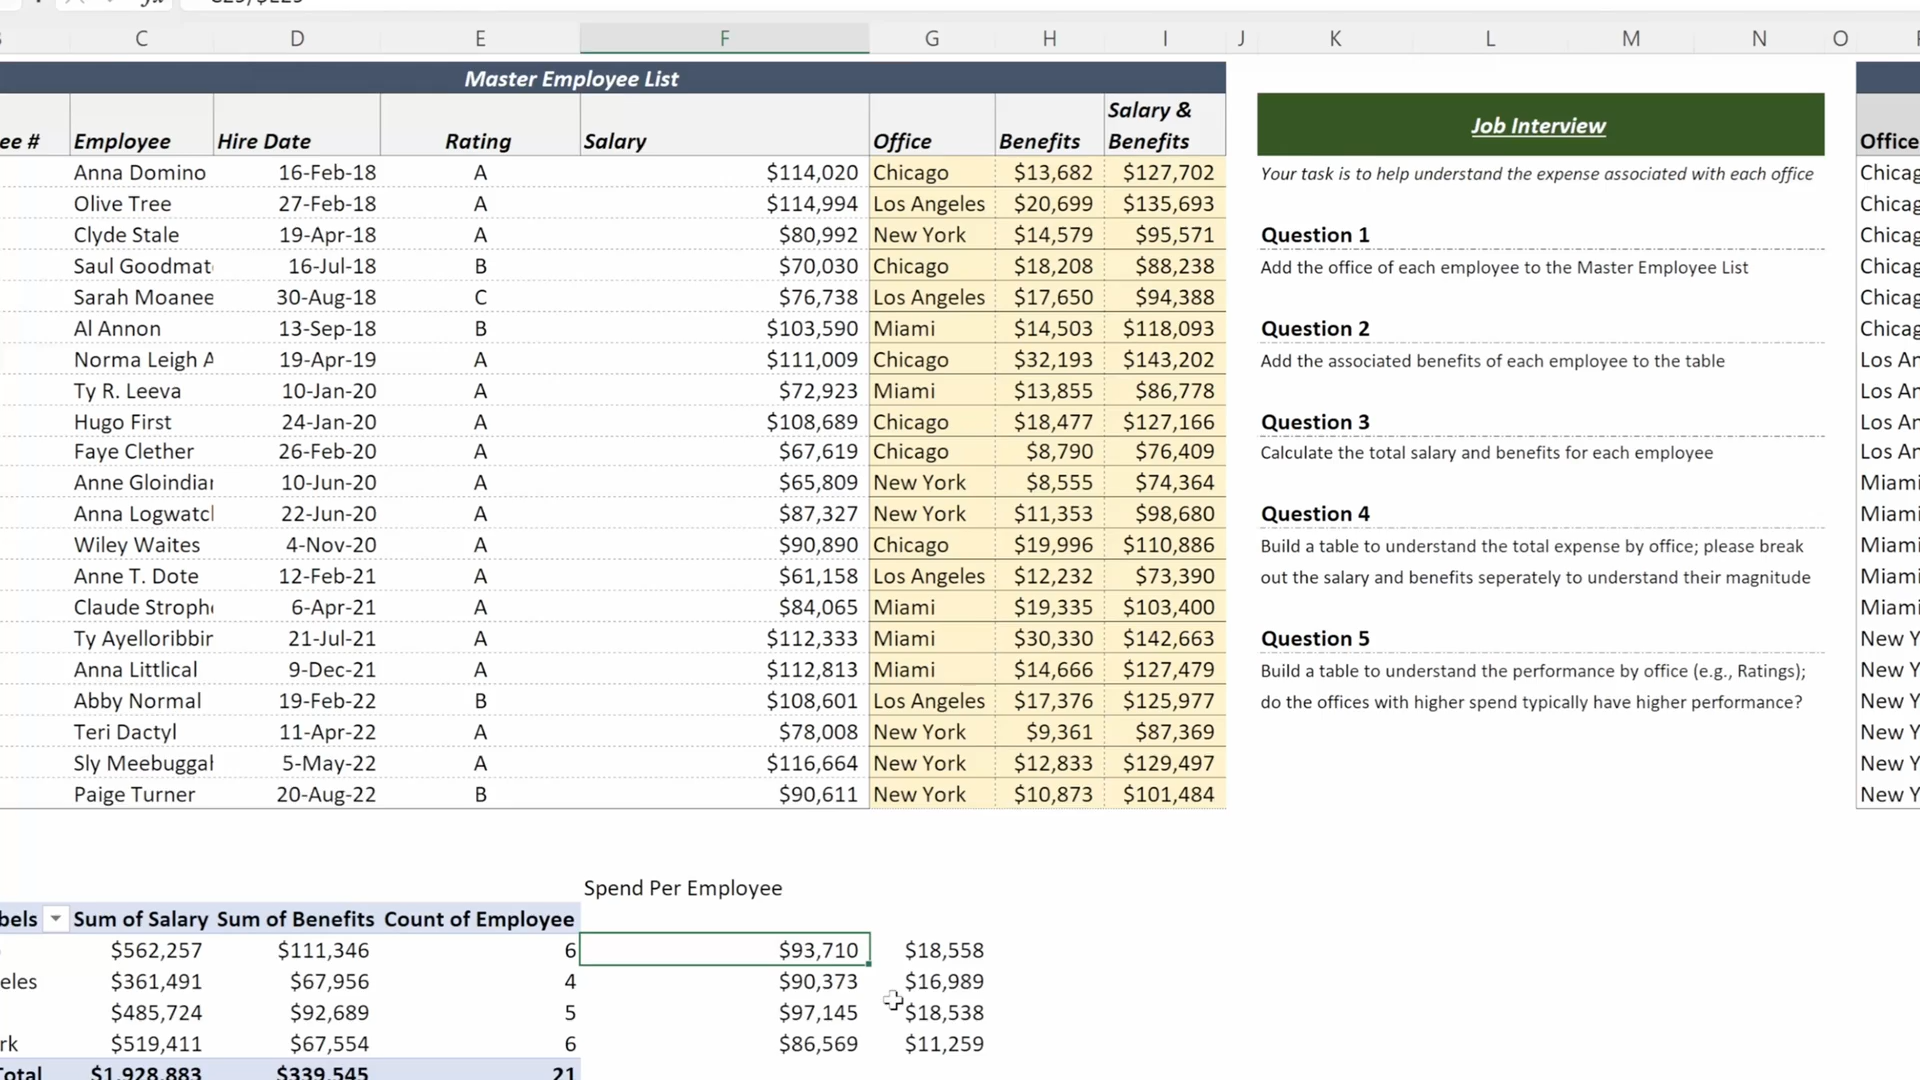 C D E F G H I J K L M N O
Master Employee List
ee # Employee Hire Date Rating Salary Office Benefits Salary & Benefits
Anna Domino 16-Feb-18 A $114,020 Chicago $13,682 $127,702
Olive Tree 27-Feb-18 A $114,994 Los Angeles $20,699 $135,693
Clyde Stale 19-Apr-18 A $80,992 New York $14,579 $95,571
Saul Goodmat 16-Jul-18 B $70,030 Chicago $18,208 $88,238
Sarah Moanee 30-Aug-18 C $76,738 Los Angeles $17,650 $94,388
Al Annon 13-Sep-18 B $103,590 Miami $14,503 $118,093
Norma Leigh A 19-Apr-19 A $111,009 Chicago $32,193 $143,202
Ty R. Leeva 10-Jan-20 A $72,923 Miami $13,855 $86,778
Hugo First 24-Jan-20 A $108,689 Chicago $18,477 $127,166
Faye Clether 26-Feb-20 A $67,619 Chicago $8,790 $76,409
Anne Gloindiar 10-Jun-20 A $65,809 New York $8,555 $74,364
Anna Logwatcl 22-Jun-20 A $87,327 New York $11,353 $98,680
Wiley Waites 4-Nov-20 A $90,890 Chicago $19,996 $110,886
Anne T. Dote 12-Feb-21 A $61,158 Los Angeles $12,232 $73,390
Claude Stroph 6-Apr-21 A $84,065 Miami $19,335 $103,400
Ty Ayelloribbir 21-Jul-21 A $112,333 Miami $30,330 $142,663
Anna Littlical 9-Dec-21 A $112,813 Miami $14,666 $127,479
Abby Normal 19-Feb-22 B $108,601 Los Angeles $17,376 $125,977
Teri Dactyl 11-Apr-22 A $78,008 New York $9,361 $87,369
Sly Meebuggal 5-May-22 A $116,664 New York $12,833 $129,497
Paige Turner 20-Aug-22 B $90,611 New York $10,873 $101,484
Job Interview
Your task is to help understand the expense associated with each office
Question 1
Add the office of each employee to the Master Employee List
Question 2
Add the associated benefits of each employee to the table
Question 3
Calculate the total salary and benefits for each employee
Question 4
Build a table to understand the total expense by office; please break
out the salary and benefits seperately to understand their magnitude
Question 5
Build a table to understand the performance by office (e.g., Ratings);
do the offices with higher spend typically have higher performance?
Office
Chicag
Chicag
Chicag
Chicag
Chicag
Chicag
Los An
Los An
Los An
Los An
Miami
Miami
Miami
Miami
Miami
New Y
New Y
New Y
New Y
New Y
New Y
Spend Per Employee
bels Sum of Salary Sum of Benefits Count of Employee
$562,257 $111,346 6 $93,710 $18,558
eles $361,491 $67,956 4 $90,373 $16,989
$485,724 $92,689 5 $97,145 $18,538
rk $519,411 $67,554 6 $86,569 $11,259
Total $1,928,883 $339,545 21